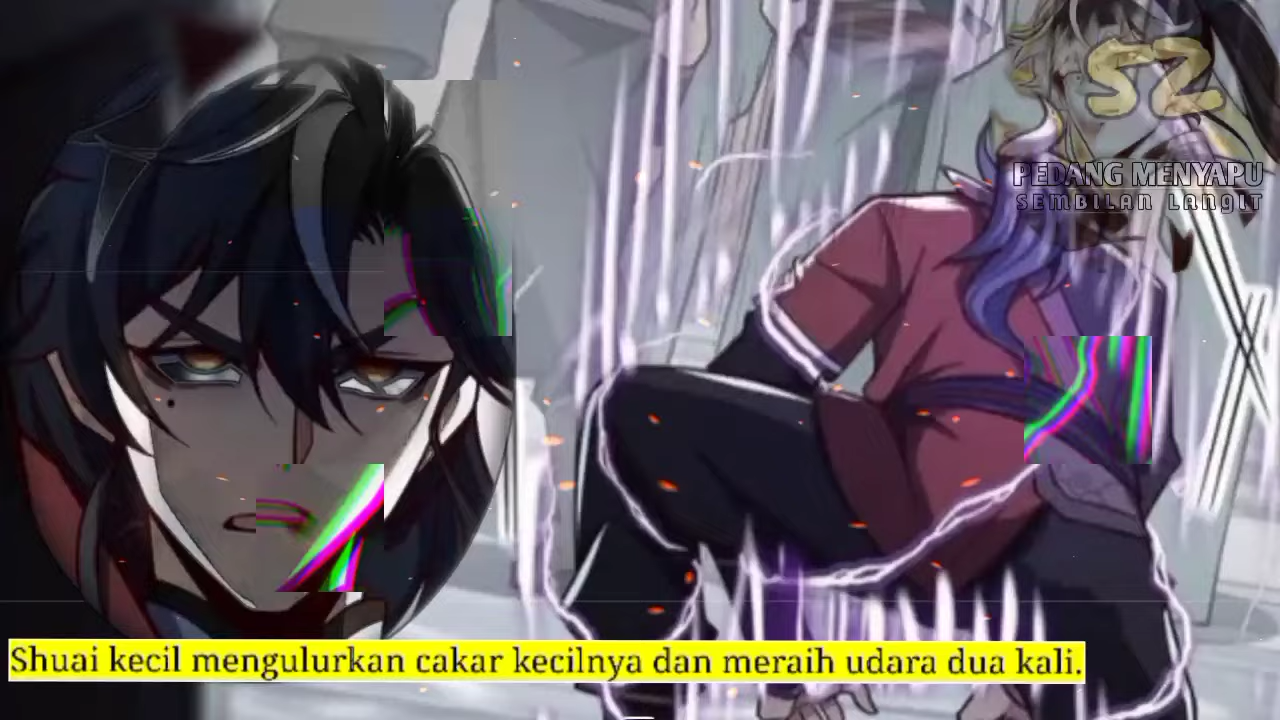 SZ
PEDANG MENYAPU
SEMBILAN LANGIT
Shuai kecil mengulurkan cakar kecilnya dan meraih udara dua kali.